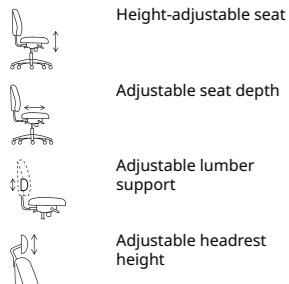 Height-adjustable seat
Adjustable seat depth
Adjustable lumber
support
Adjustable headrest
height